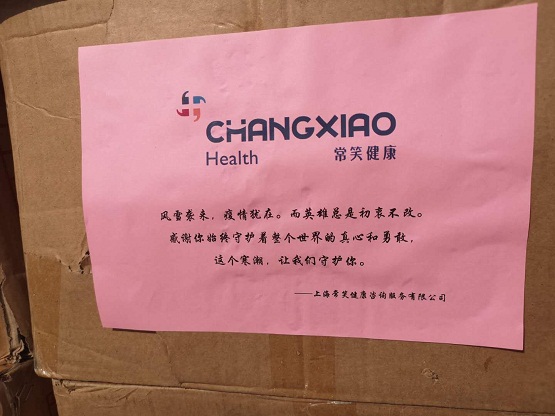 CHANGXIAO
Health 常笑健康
风雪袭来，疫情犹在。而英雄总是初衷不改。
感谢你始终守护着整个世界的真心和勇敢，
这个寒潮，让我们守护你。
——上海常笑健康咨询服务有限公司